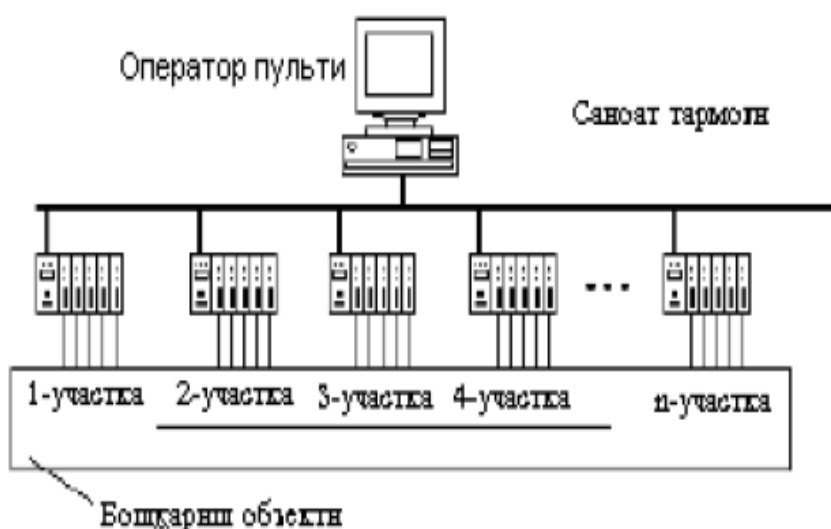 Оператор пульти
Саноат тармоғи
1-участка 2-участка 3-участка 4-участка n-участка
Бошқариш объекти